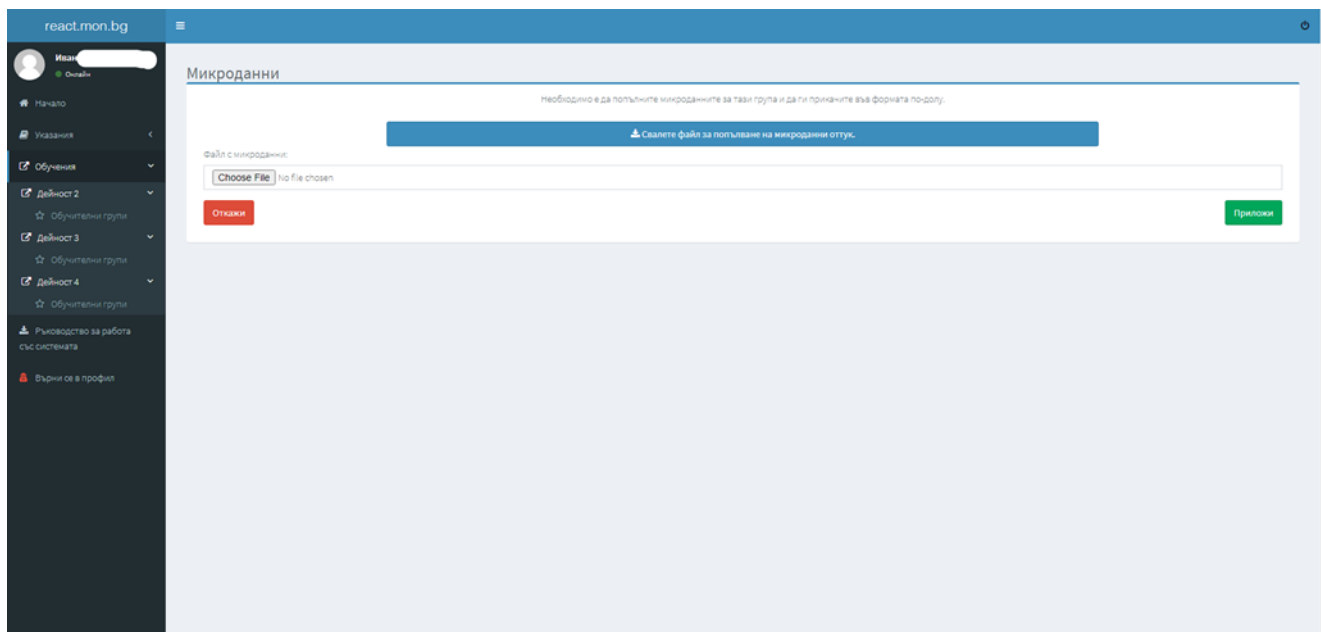 react.mon.bg
Иван
Онлайн
Начало
Указания
Обучения
Дейност 2
Обучителни групи
Дейност 3
Обучителни групи
Дейност 4
Обучителни групи
Ръководство за работа
със системата
Върни се в профил
Микроданни
Необходимо е да попълните микроданните за тази група и да ги прикачите във формата по-долу.
Свалете файл за попълване на микроданни оттук.
Файл с микроданни:
Choose File No file chosen
Откажи
Приложи